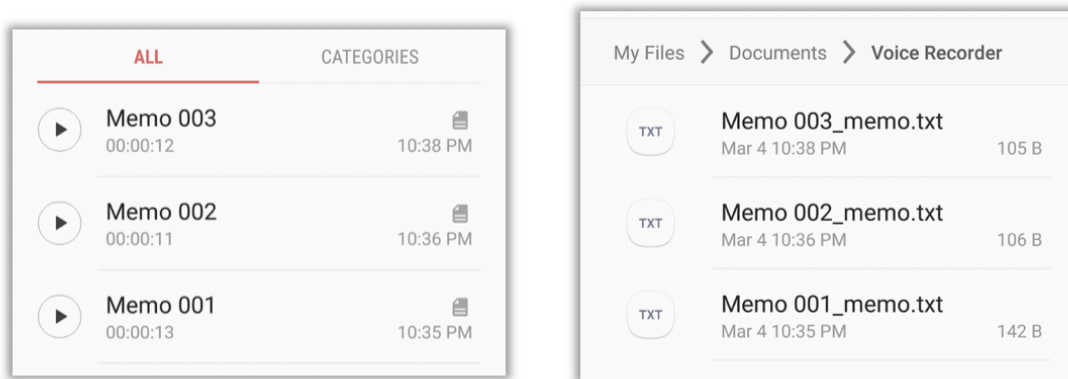 ALL CATEGORIES
Memo 003
00:00:12 10:38 PM
Memo 002
00:00:11 10:36 PM
Memo 001
00:00:13 10:35 PM
My Files > Documents > Voice Recorder
TXT Memo 003_memo.txt
Mar 4 10:38 PM 105 B
TXT Memo 002_memo.txt
Mar 4 10:36 PM 106 B
TXT Memo 001_memo.txt
Mar 4 10:35 PM 142 B